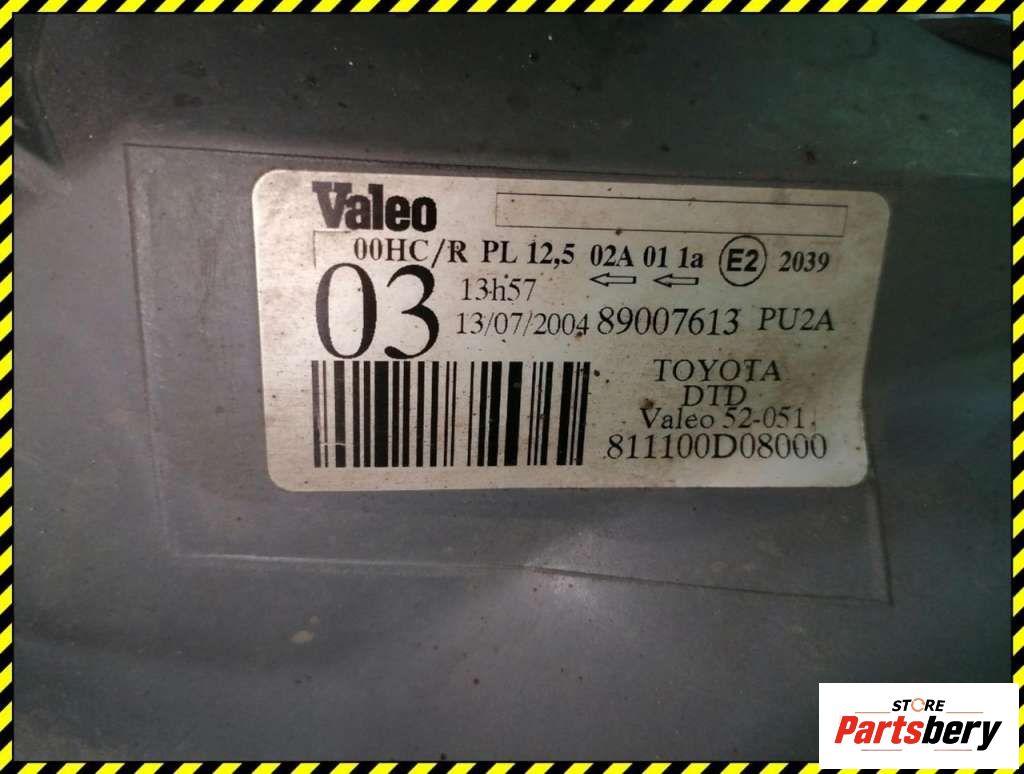 Valeo
00HC/R PL 12,5 02A 01 1a E2 2039
03
13h57
13/07/2004 89007613 PU2A
TOYOTA
DTD
Valeo 52-051
811100D08000
STORE
Partsbery